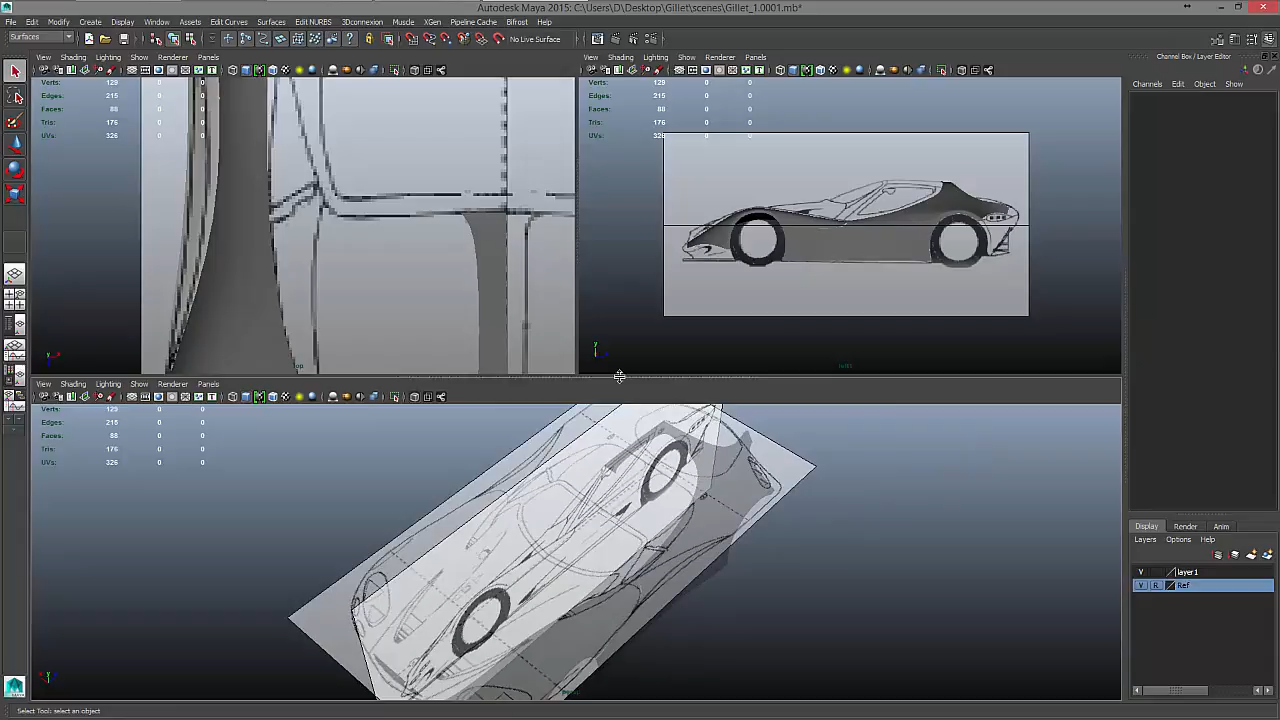 Autodesk Maya 2015: C:\Users\D\Desktop\Gillet\scenes\Gillet_1.0001.mb*
File Edit Modify Create Display Window Assets Edit Curves Surfaces Edit NURBS 3Dconnexion Muscle XGen Pipeline Cache Bifrost Help
Surfaces
No Live Surface
Channel Box / Layer Editor
View Shading Lighting Show Renderer Panels
View Shading Lighting Show Renderer Panels
Channels Edit Object Show
Verts: 129 0 0
Edges: 215 0 0
Faces: 88 0 0
Tris: 176 0 0
UVs: 326 0 0
Verts: 129 0 0
Edges: 215 0 0
Faces: 88 0 0
Tris: 176 0 0
UVs: 326 0 0
top
View Shading Lighting Show Renderer Panels
Verts: 129 0 0
Edges: 215 0 0
Faces: 88 0 0
Tris: 176 0 0
UVs: 326 0 0
persp
Display Render Anim
Layers Options Help
V layer1
V R Ref
Select Tool: select an object